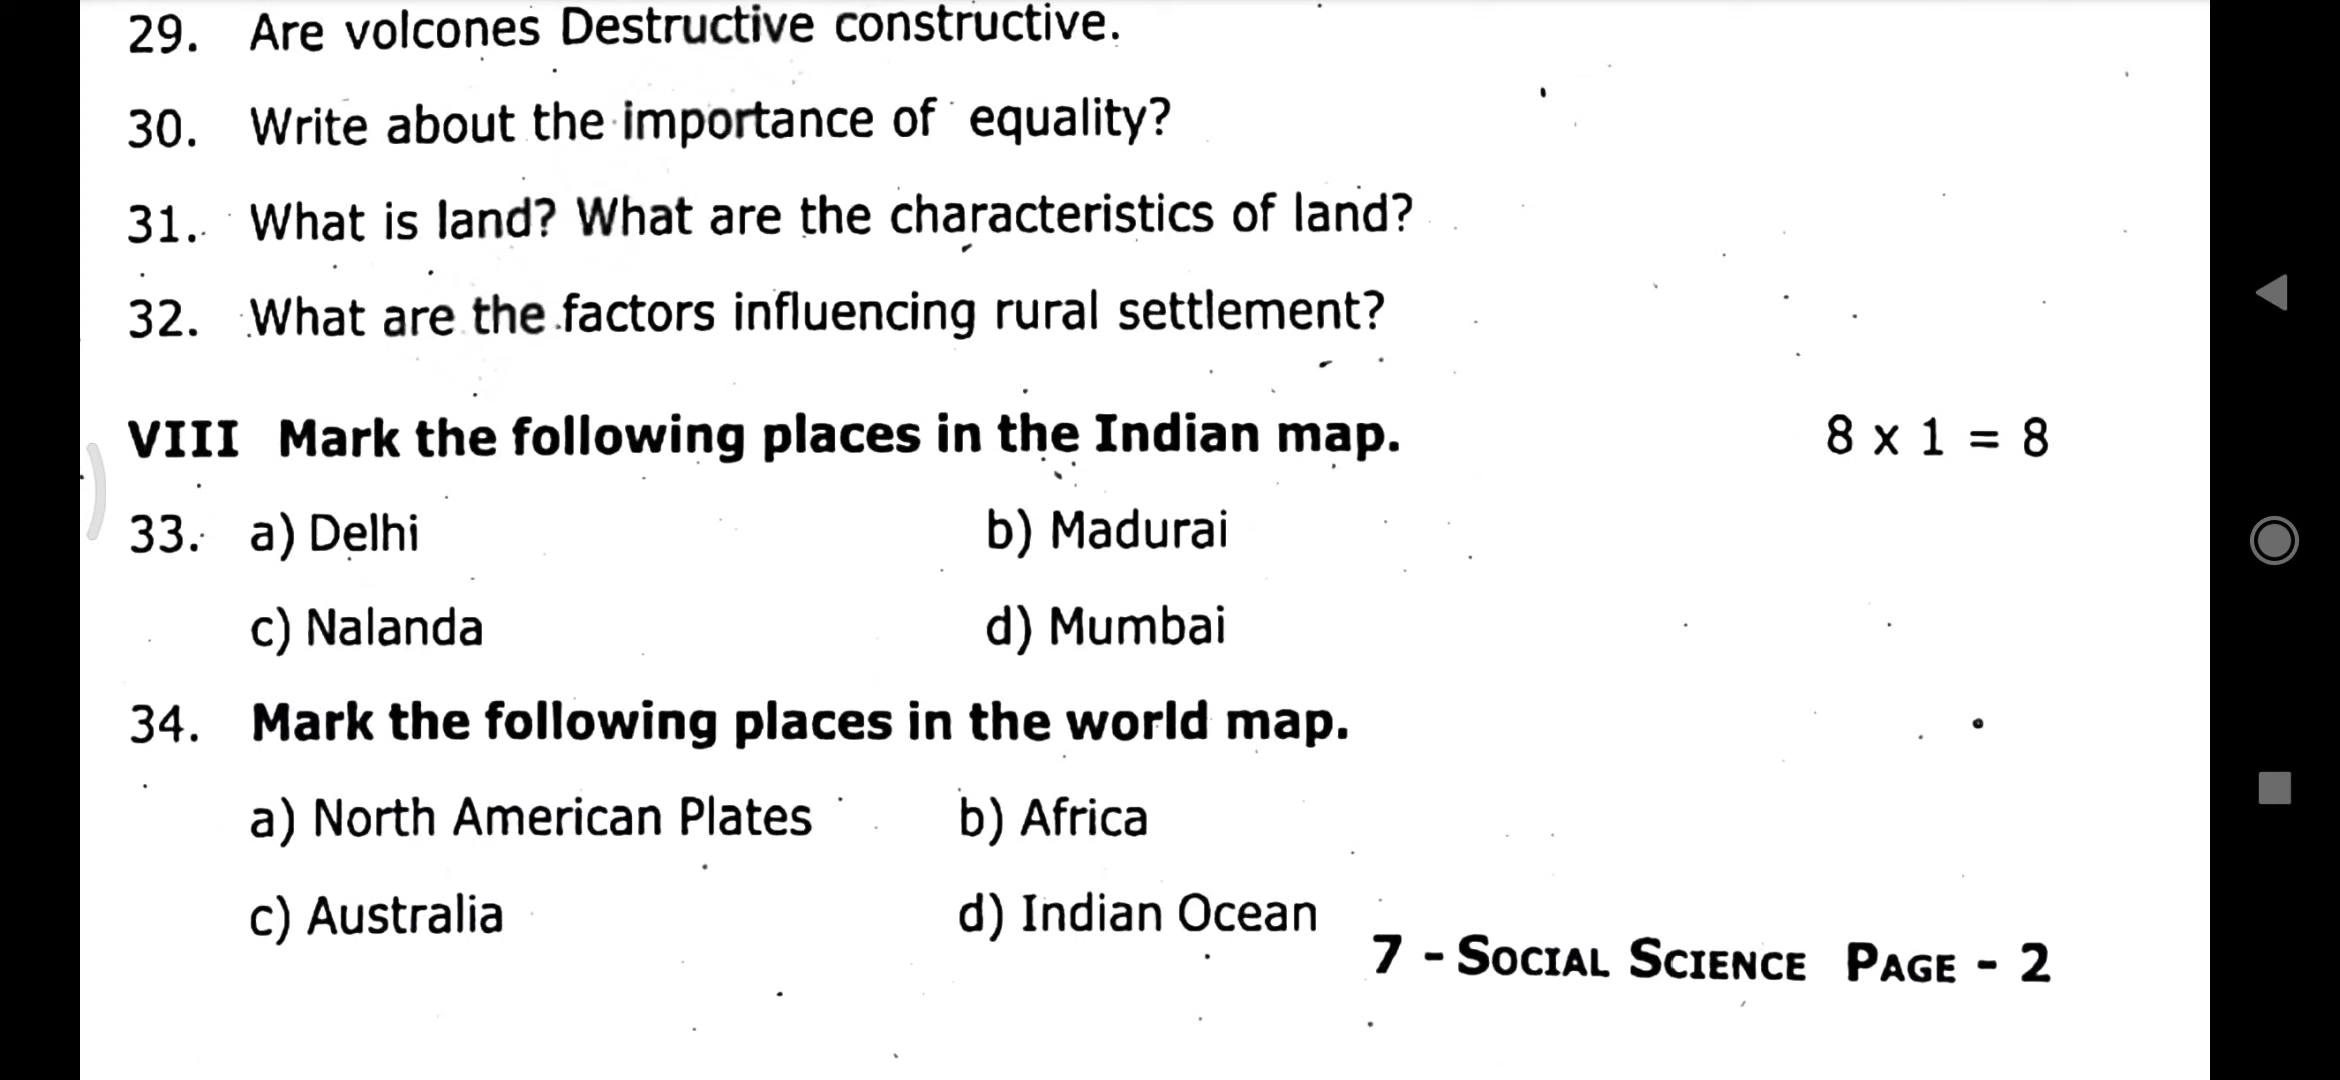 29. Are volcones Destructive constructive.
30. Write about the importance of equality?
31. What is land? What are the characteristics of land?
32. What are the factors influencing rural settlement?
VIII Mark the following places in the Indian map. 8 x 1 = 8
33. a) Delhi b) Madurai
c) Nalanda d) Mumbai
34. Mark the following places in the world map.
a) North American Plates b) Africa
c) Australia d) Indian Ocean
7 - SOCIAL SCIENCE PAGE - 2